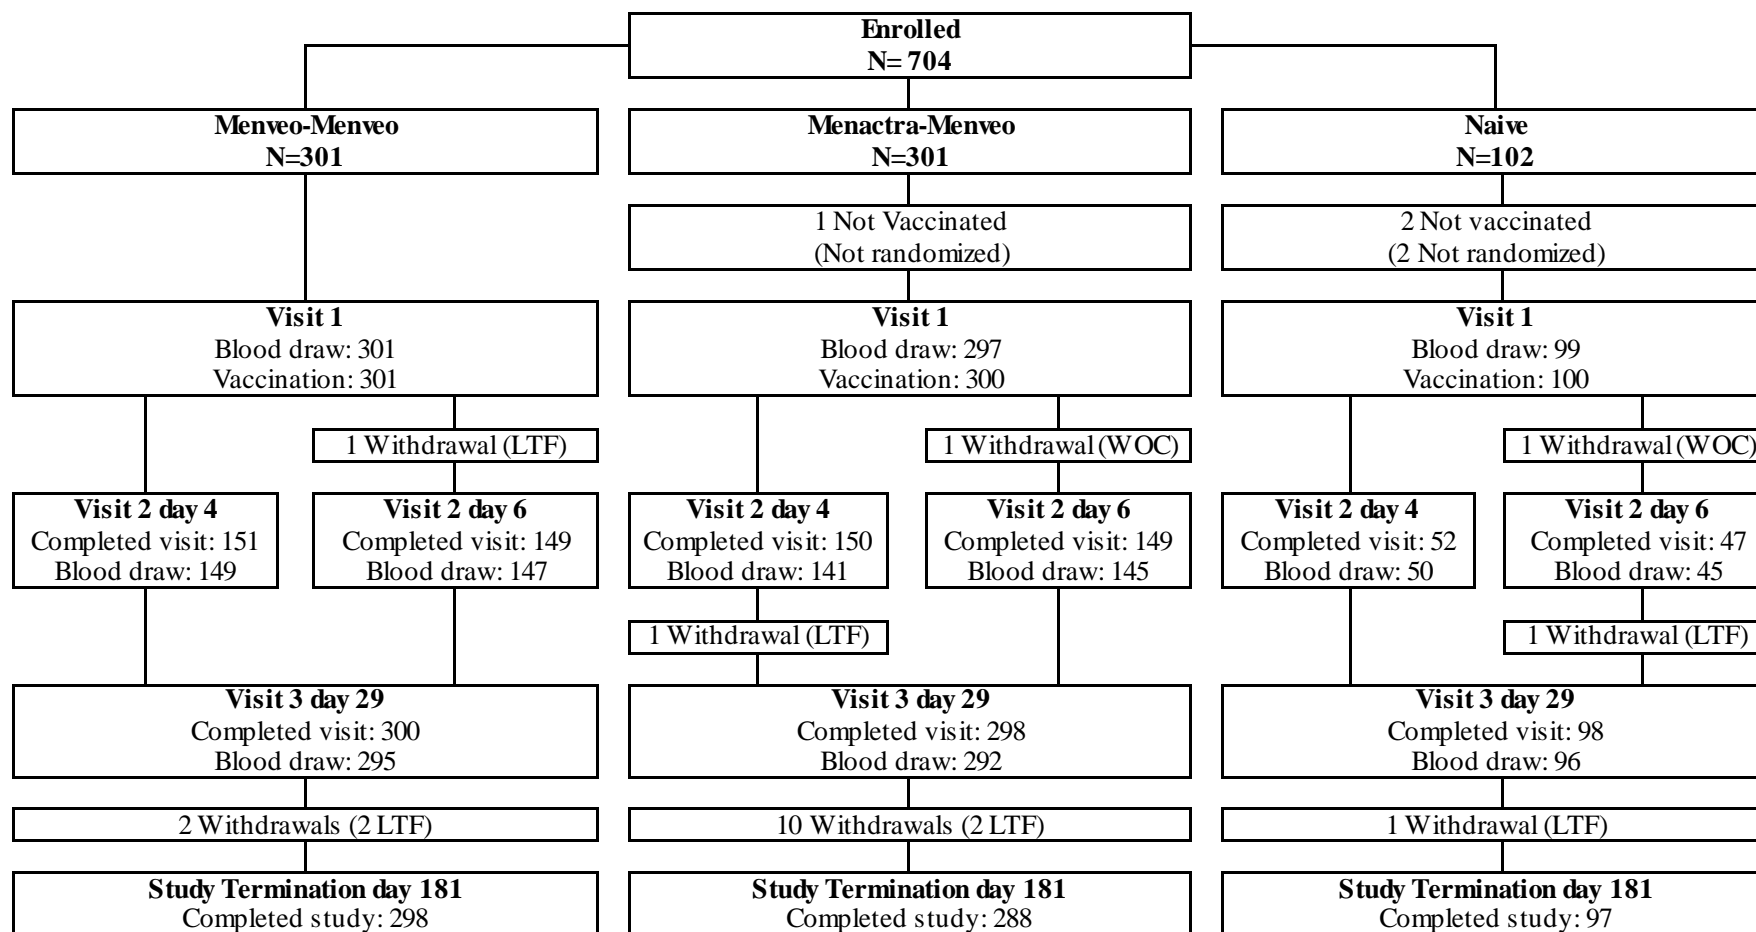 Enrolled
N= 704
Menveo-Menveo
N=301
Menactra-Menveo
N=301
Naive
N=102
1 Not Vaccinated
(Not randomized)
2 Not vaccinated
(2 Not randomized)
Visit 1
Blood draw: 301
Vaccination: 301
Visit 1
Blood draw: 297
Vaccination: 300
Visit 1
Blood draw: 99
Vaccination: 100
1 Withdrawal (LTF)
1 Withdrawal (WOC)
1 Withdrawal (WOC)
Visit 2 day 4
Completed visit: 151
Blood draw: 149
Visit 2 day 6
Completed visit: 149
Blood draw: 147
Visit 2 day 4
Completed visit: 150
Blood draw: 141
Visit 2 day 6
Completed visit: 149
Blood draw: 145
Visit 2 day 4
Completed visit: 52
Blood draw: 50
Visit 2 day 6
Completed visit: 47
Blood draw: 45
1 Withdrawal (LTF)
1 Withdrawal (LTF)
Visit 3 day 29
Completed visit: 300
Blood draw: 295
Visit 3 day 29
Completed visit: 298
Blood draw: 292
Visit 3 day 29
Completed visit: 98
Blood draw: 96
2 Withdrawals (2 LTF)
10 Withdrawals (2 LTF)
1 Withdrawal (LTF)
Study Termination day 181
Completed study: 298
Study Termination day 181
Completed study: 288
Study Termination day 181
Completed study: 97